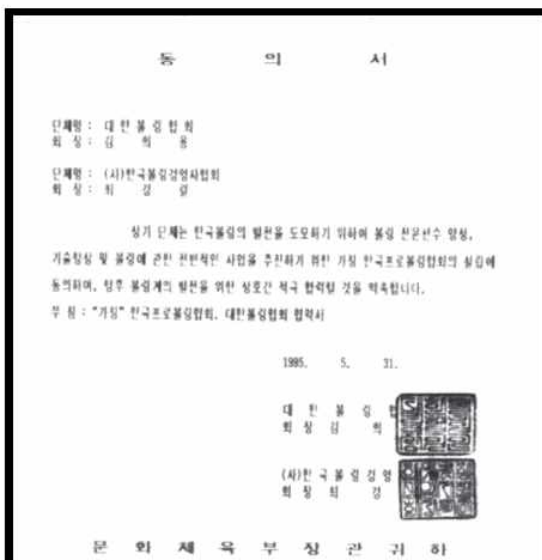 동 의 서
단체명 : 대한볼링협회
회 장 : 김 희 용
단체명 : (사)한국볼링경영자협회
회 장 : 최 경
상기 단체는 한국볼링의 발전을 도모하기 위하여 볼링 전문선수 양성,
기술향상 및 볼링에 관한 전반적인 사업을 추진하기 위한 가칭 한국프로볼링협회의 설립에
동의하며, 향후 볼링계의 발전을 위한 상호간 적극 협력할 것을 약속합니다.
부 침 : "가칭" 한국프로볼링협회, 대한볼링협회 협약서
1995. 5. 31.
대 한 볼 링 협
회 장 김 희
(사)한국볼링경영
회 장 최 경
문 화 체 육 부 장 관 귀 하